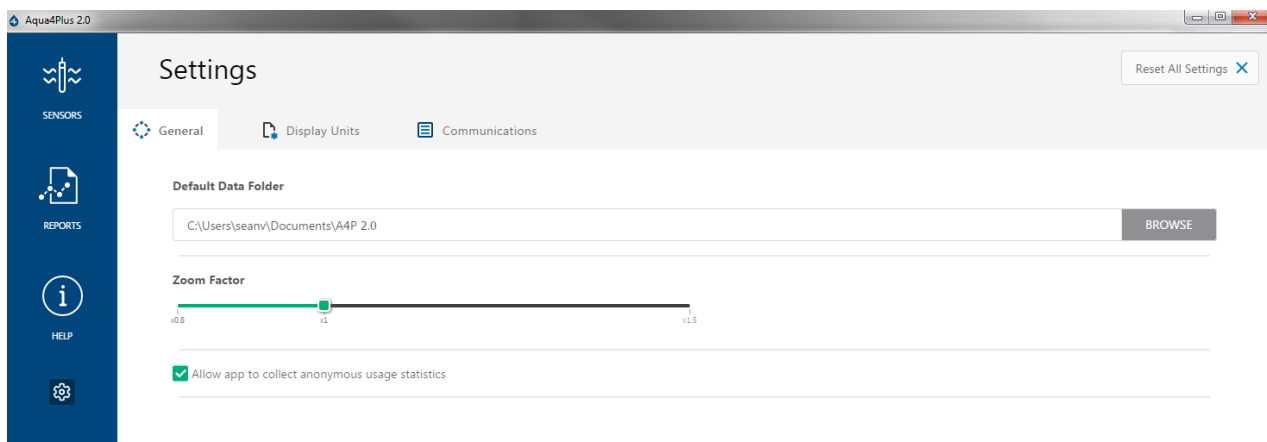 Aqua4Plus 2.0
SENSORS
REPORTS
HELP
Settings
Reset All Settings
General
Display Units
Communications
Default Data Folder
C:\Users\seanv\Documents\A4P 2.0
BROWSE
Zoom Factor
x0.8
x1
x1.5
Allow app to collect anonymous usage statistics